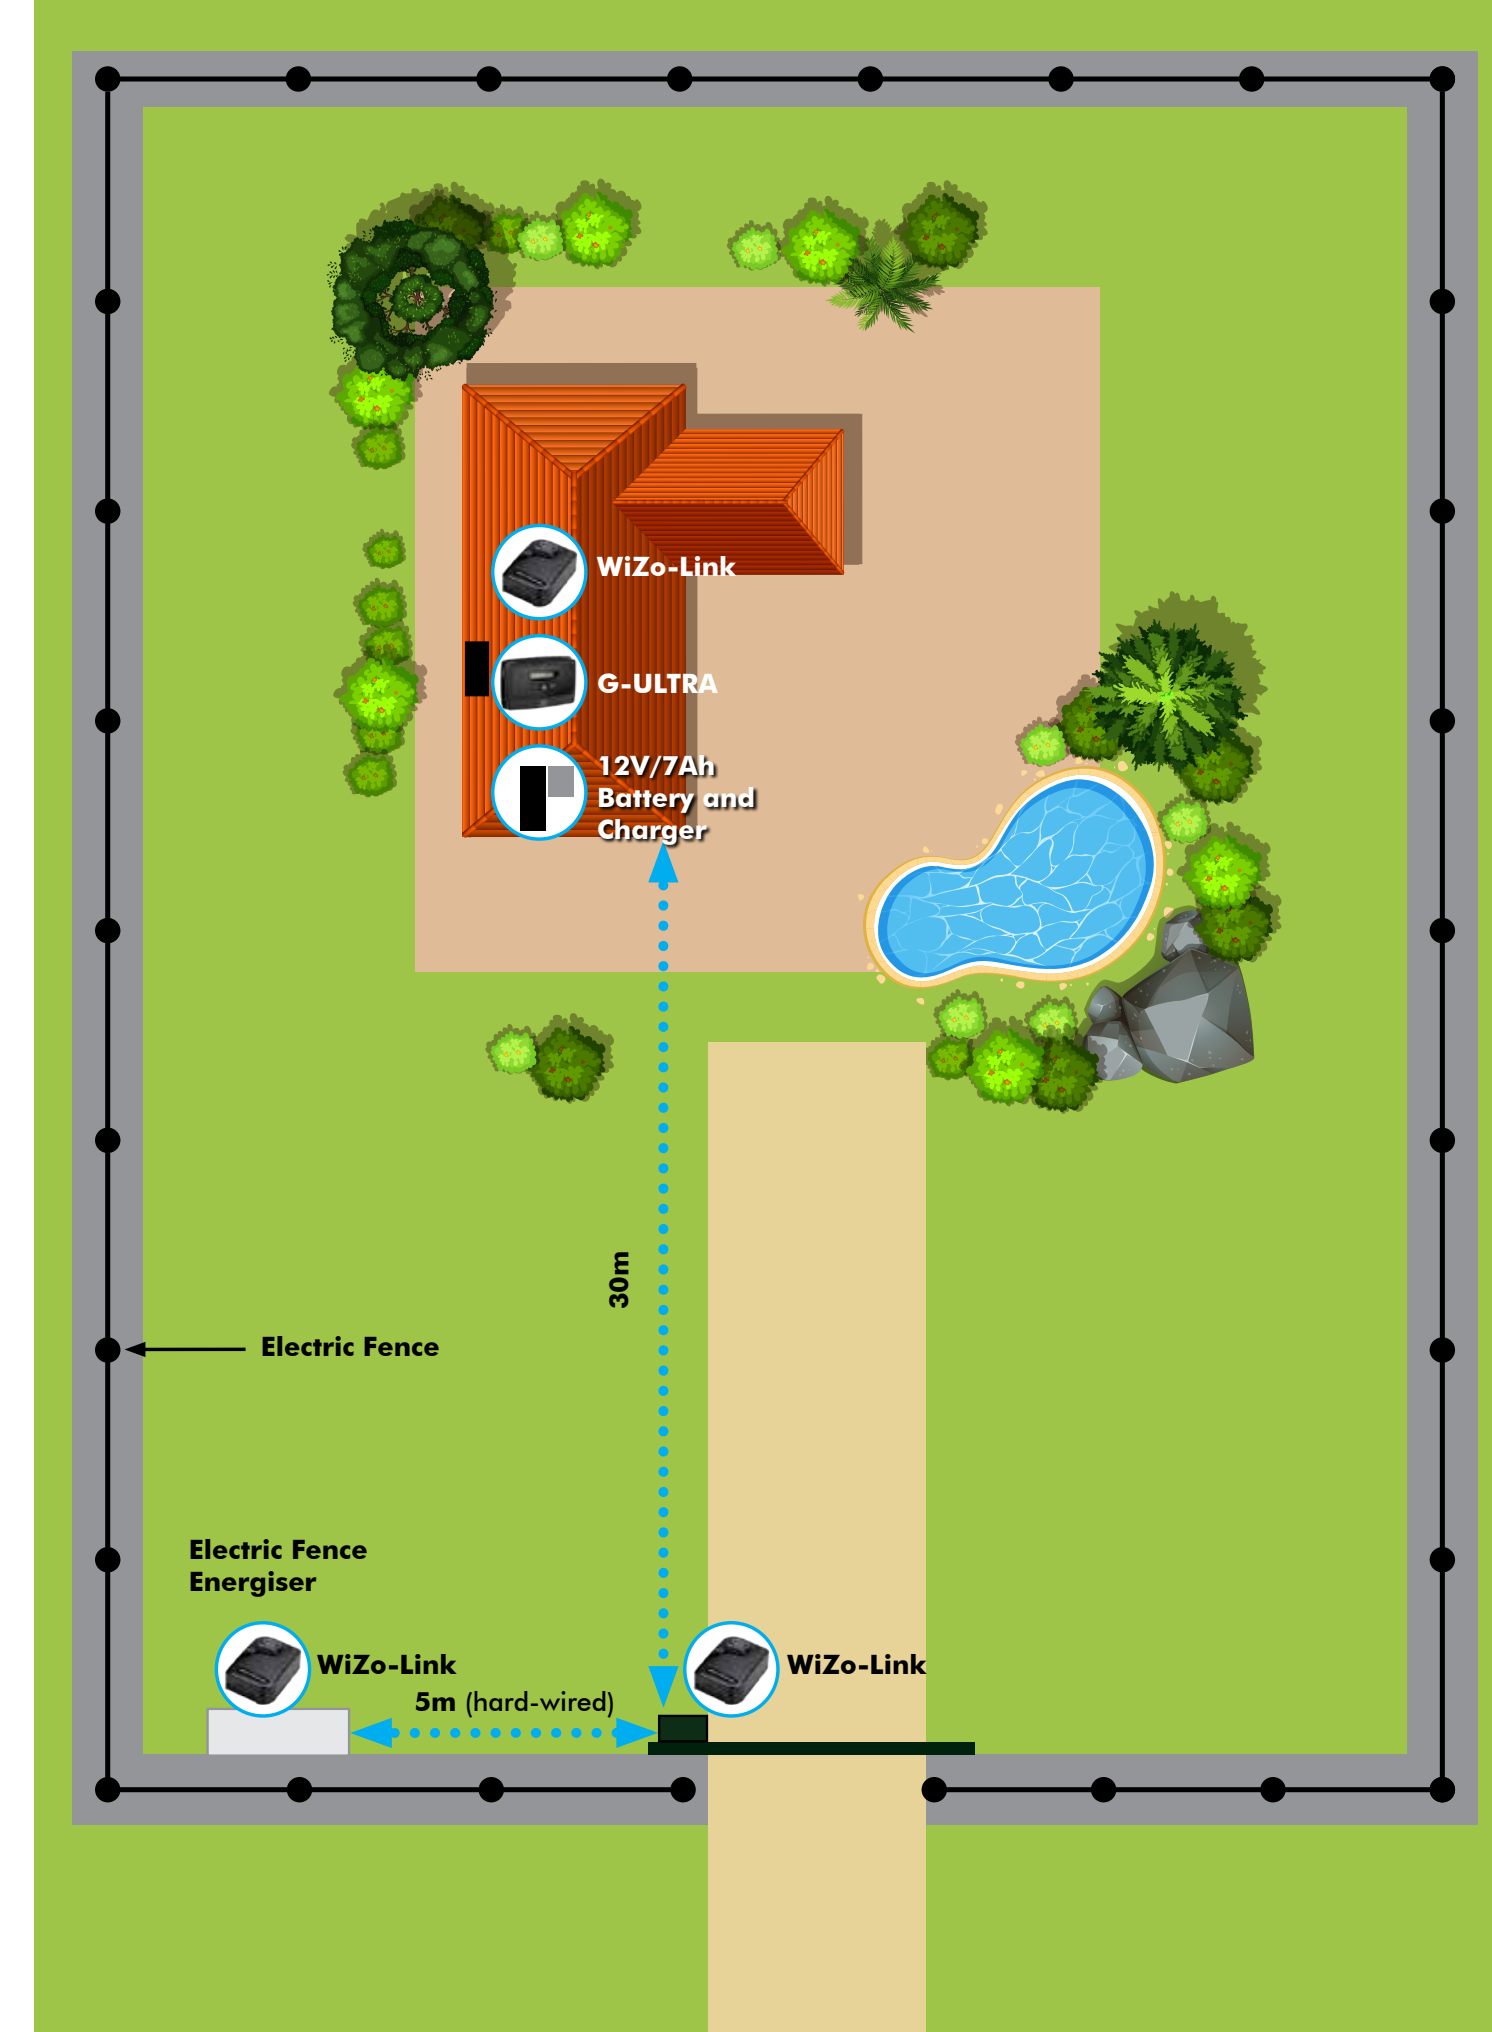 WiZo-Link
G-ULTRA
12V/7Ah
Battery and
Charger
30m
Electric Fence
Electric Fence
Energiser
WiZo-Link
WiZo-Link
5m (hard-wired)